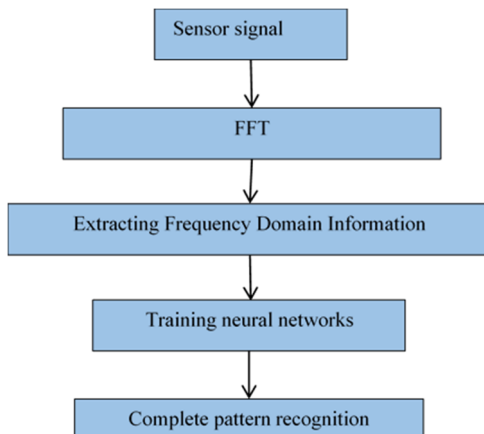 Sensor signal
FFT
Extracting Frequency Domain Information
Training neural networks
Complete pattern recognition